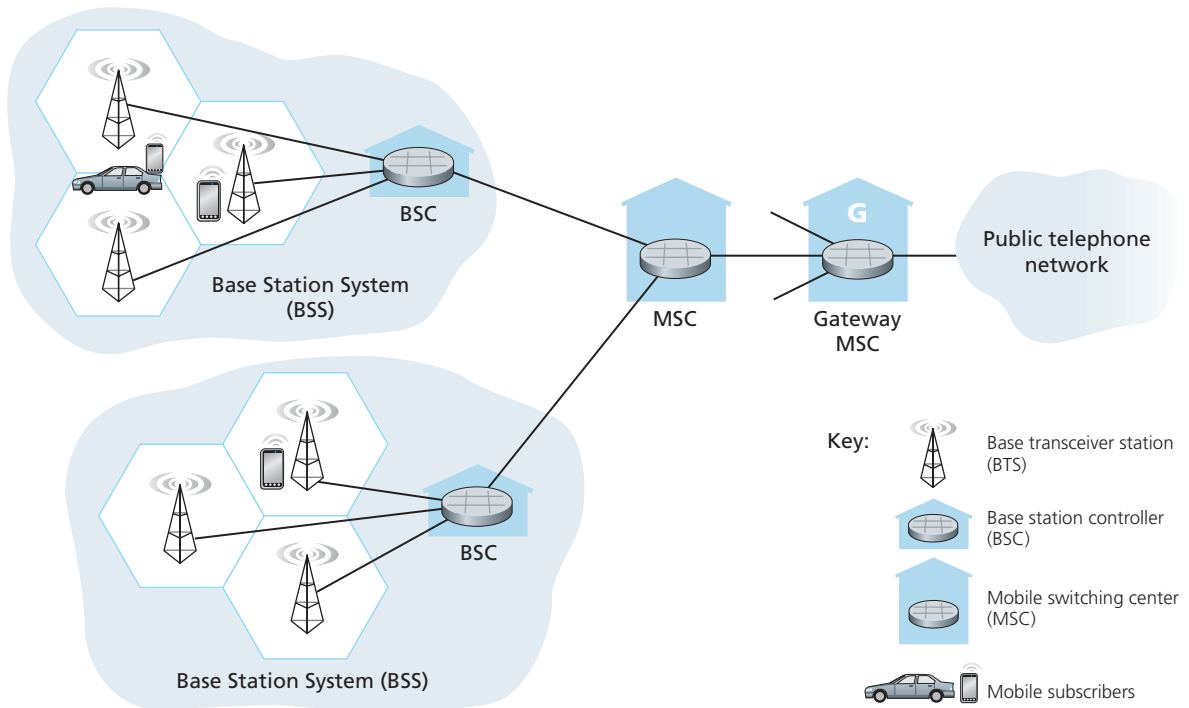 BSC
Base Station System
(BSS)
MSC
G
Gateway
MSC
Public telephone
network
BSC
Base Station System (BSS)
Key:
Base transceiver station
(BTS)
Base station controller
(BSC)
Mobile switching center
(MSC)
Mobile subscribers